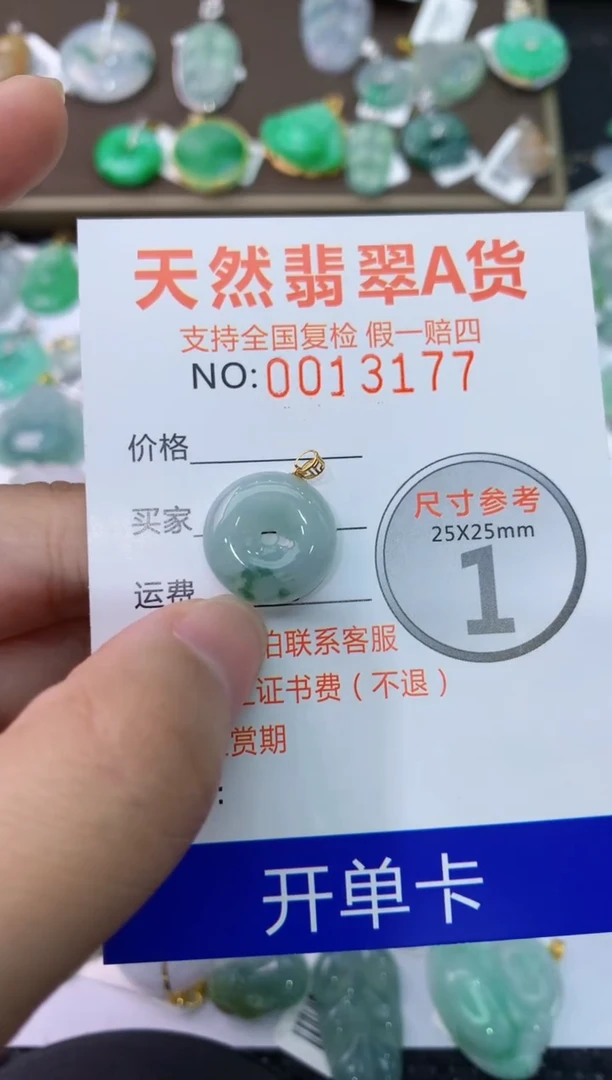 天然翡翠A货
支持全国复检 假一赔四
NO:0013177
价格
买家
运费
尺寸参考
25X25mm
1
拍联系客服
证书费(不退)
赏期
:
开单卡